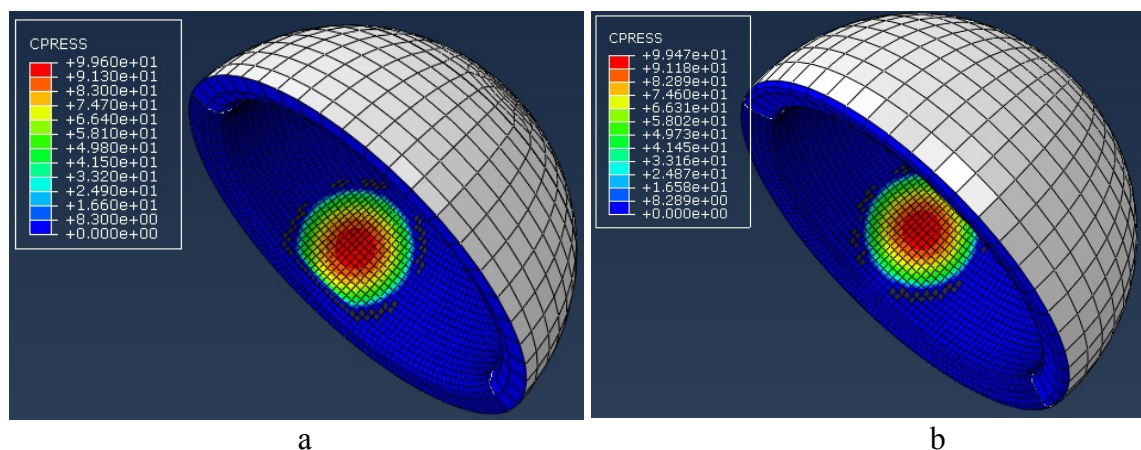 CPRESS
+9.960e+01
+9.130e+01
+8.300e+01
+7.470e+01
+6.640e+01
+5.810e+01
+4.980e+01
+4.150e+01
+3.320e+01
+2.490e+01
+1.660e+01
+8.300e+00
+0.000e+00
CPRESS
+9.947e+01
+9.118e+01
+8.289e+01
+7.460e+01
+6.631e+01
+5.802e+01
+4.973e+01
+4.145e+01
+3.316e+01
+2.487e+01
+1.658e+01
+8.289e+00
+0.000e+00
a
b